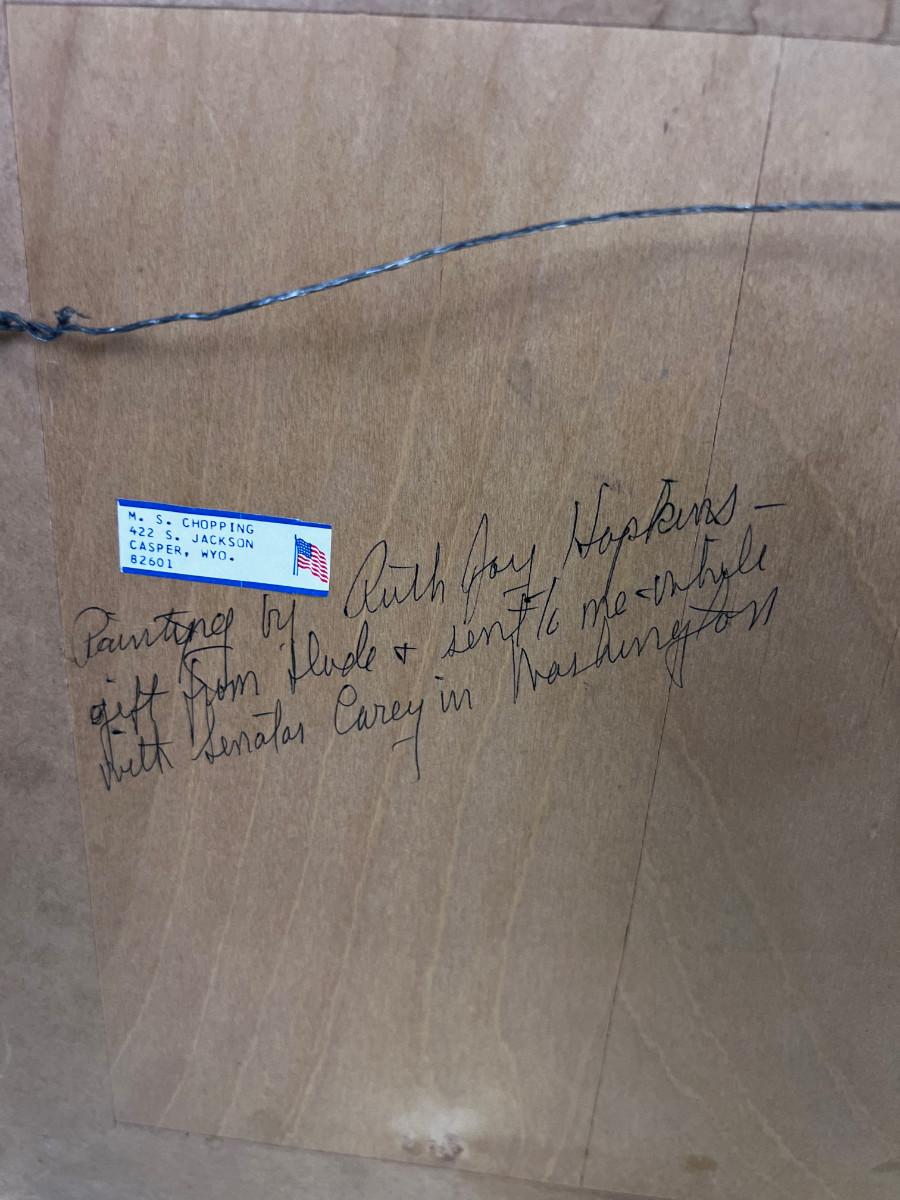 M. S. CHOPPING
422 S. JACKSON
CASPER, WYO.
82601
Painting by Ruth Joy Hopkins –
gift from & sent to me while
with Senator Carey in Washington